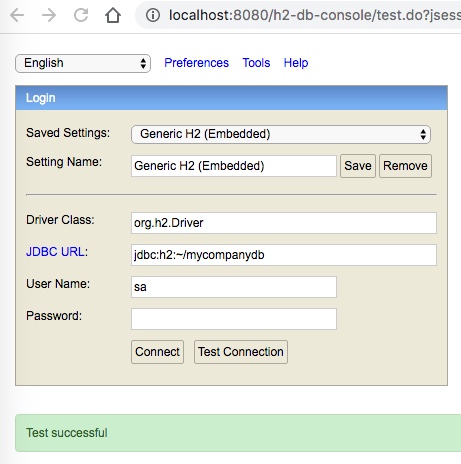 localhost:8080/h2-db-console/test.do?jsess
English Preferences Tools Help
Login
Saved Settings: Generic H2 (Embedded)
Setting Name: Generic H2 (Embedded) Save Remove
Driver Class: org.h2.Driver
JDBC URL: jdbc:h2:~/mycompanydb
User Name: sa
Password:
Connect Test Connection
Test successful